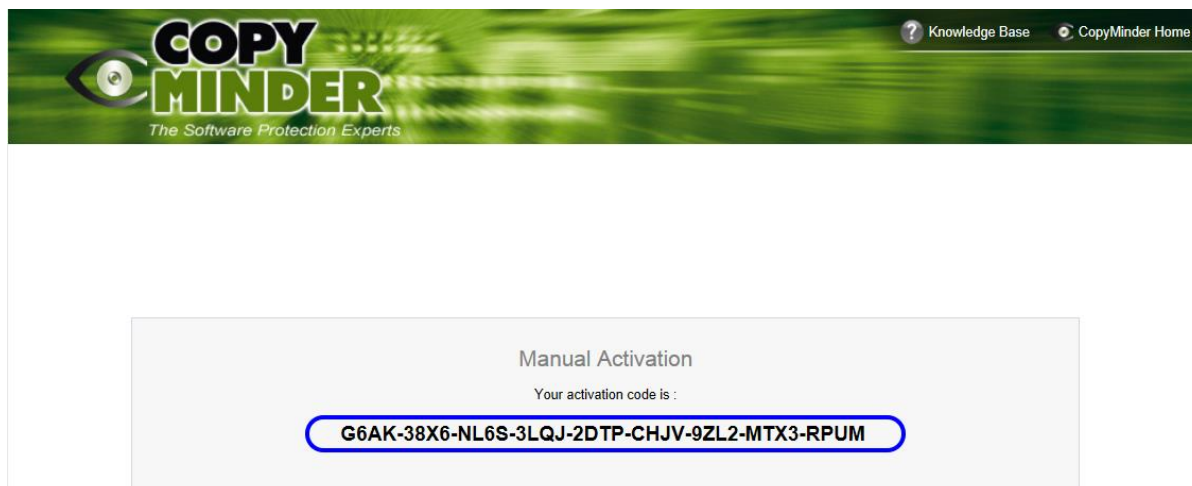 COPY
MINDER
The Software Protection Experts
? Knowledge Base
CopyMinder Home
Manual Activation
Your activation code is :
G6AK-38X6-NL6S-3LQJ-2DTP-CHJV-9ZL2-MTX3-RPUM